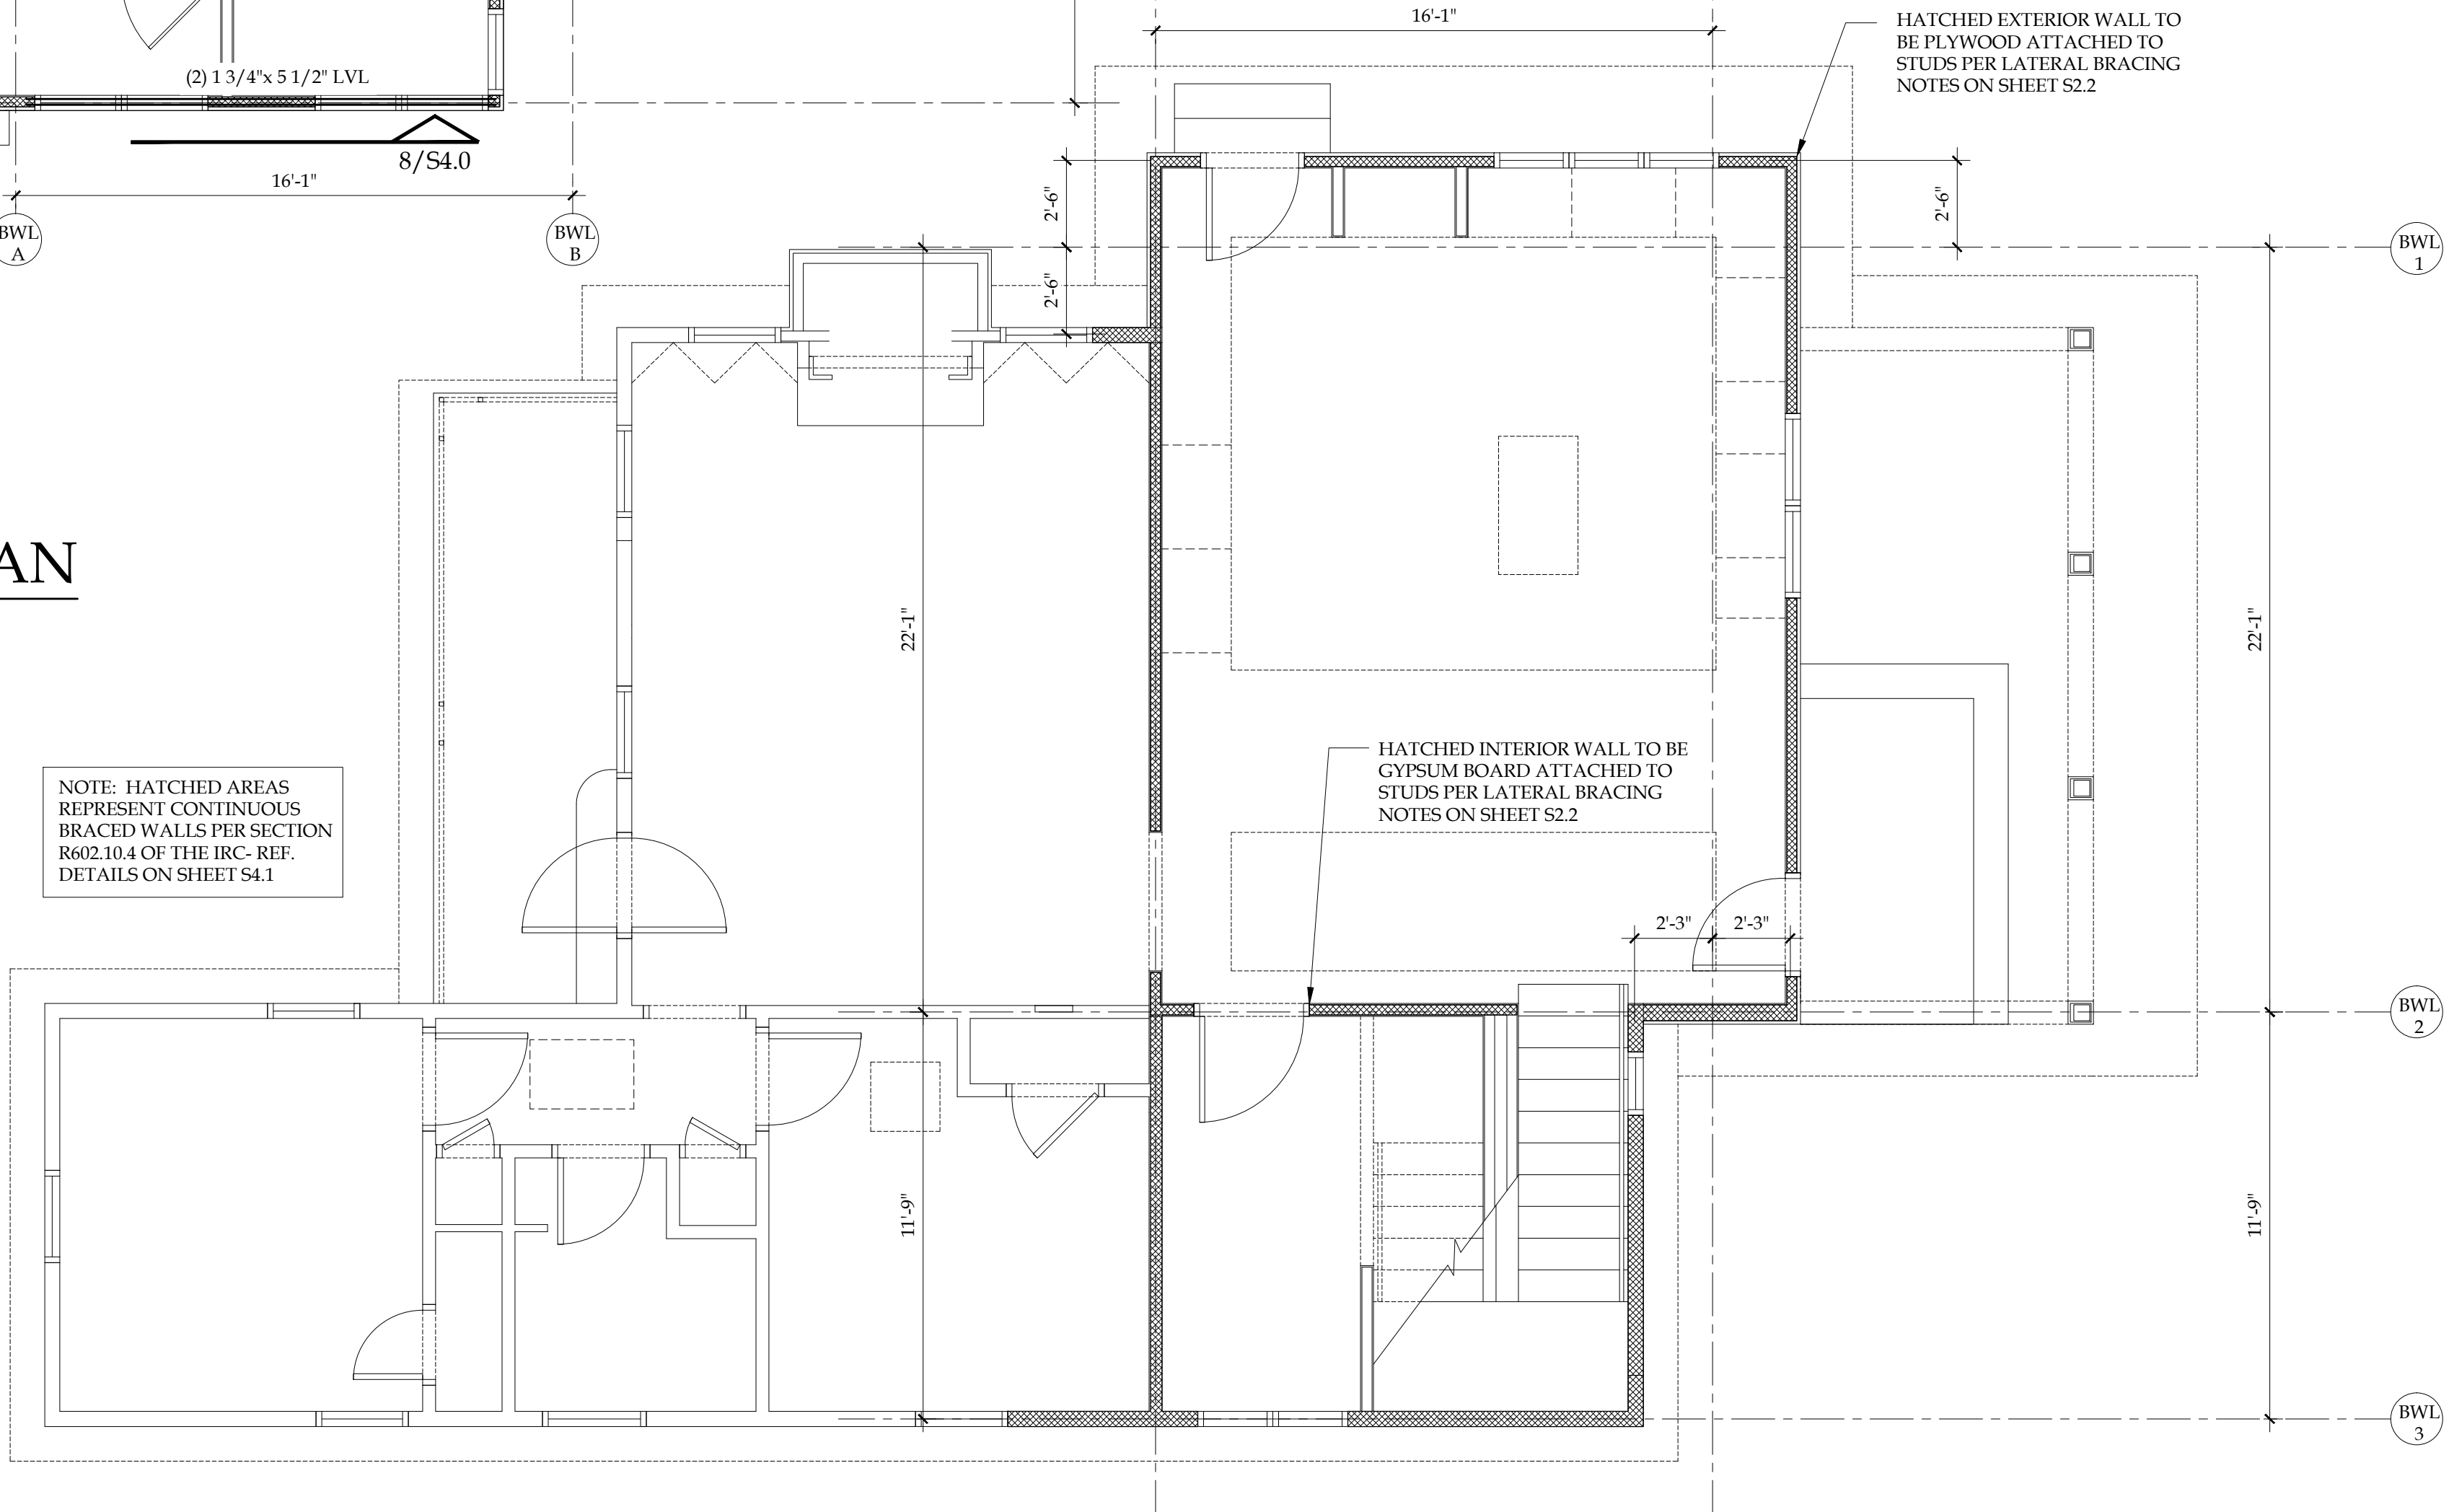 16'-1"
HATCHED EXTERIOR WALL TO
BE PLYWOOD ATTACHED TO
STUDS PER LATERAL BRACING
NOTES ON SHEET S2.2
(2) 1 3/4"x 5 1/2" LVL
8/S4.0
16'-1"
BWL
A
BWL
B
2'-6"
2'-6"
2'-6"
BWL
1
AN
22'-1"
22'-1"
NOTE: HATCHED AREAS
REPRESENT CONTINUOUS
BRACED WALLS PER SECTION
R602.10.4 OF THE IRC- REF.
DETAILS ON SHEET S4.1
HATCHED INTERIOR WALL TO BE
GYPSUM BOARD ATTACHED TO
STUDS PER LATERAL BRACING
NOTES ON SHEET S2.2
2'-3"
2'-3"
BWL
2
11'-9"
11'-9"
BWL
3